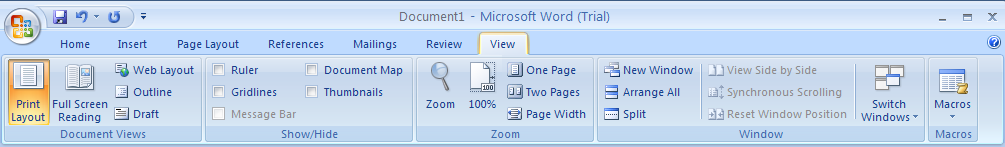 Document1 - Microsoft Word (Trial)
Home Insert Page Layout References Mailings Review View
Print Layout
Full Screen Reading
Web Layout
Outline
Draft
Document Views
Ruler
Gridlines
Message Bar
Document Map
Thumbnails
Show/Hide
Zoom
100
100%
One Page
Two Pages
Page Width
Zoom
New Window
Arrange All
Split
View Side by Side
Synchronous Scrolling
Reset Window Position
Switch Windows
Window
Macros
Macros